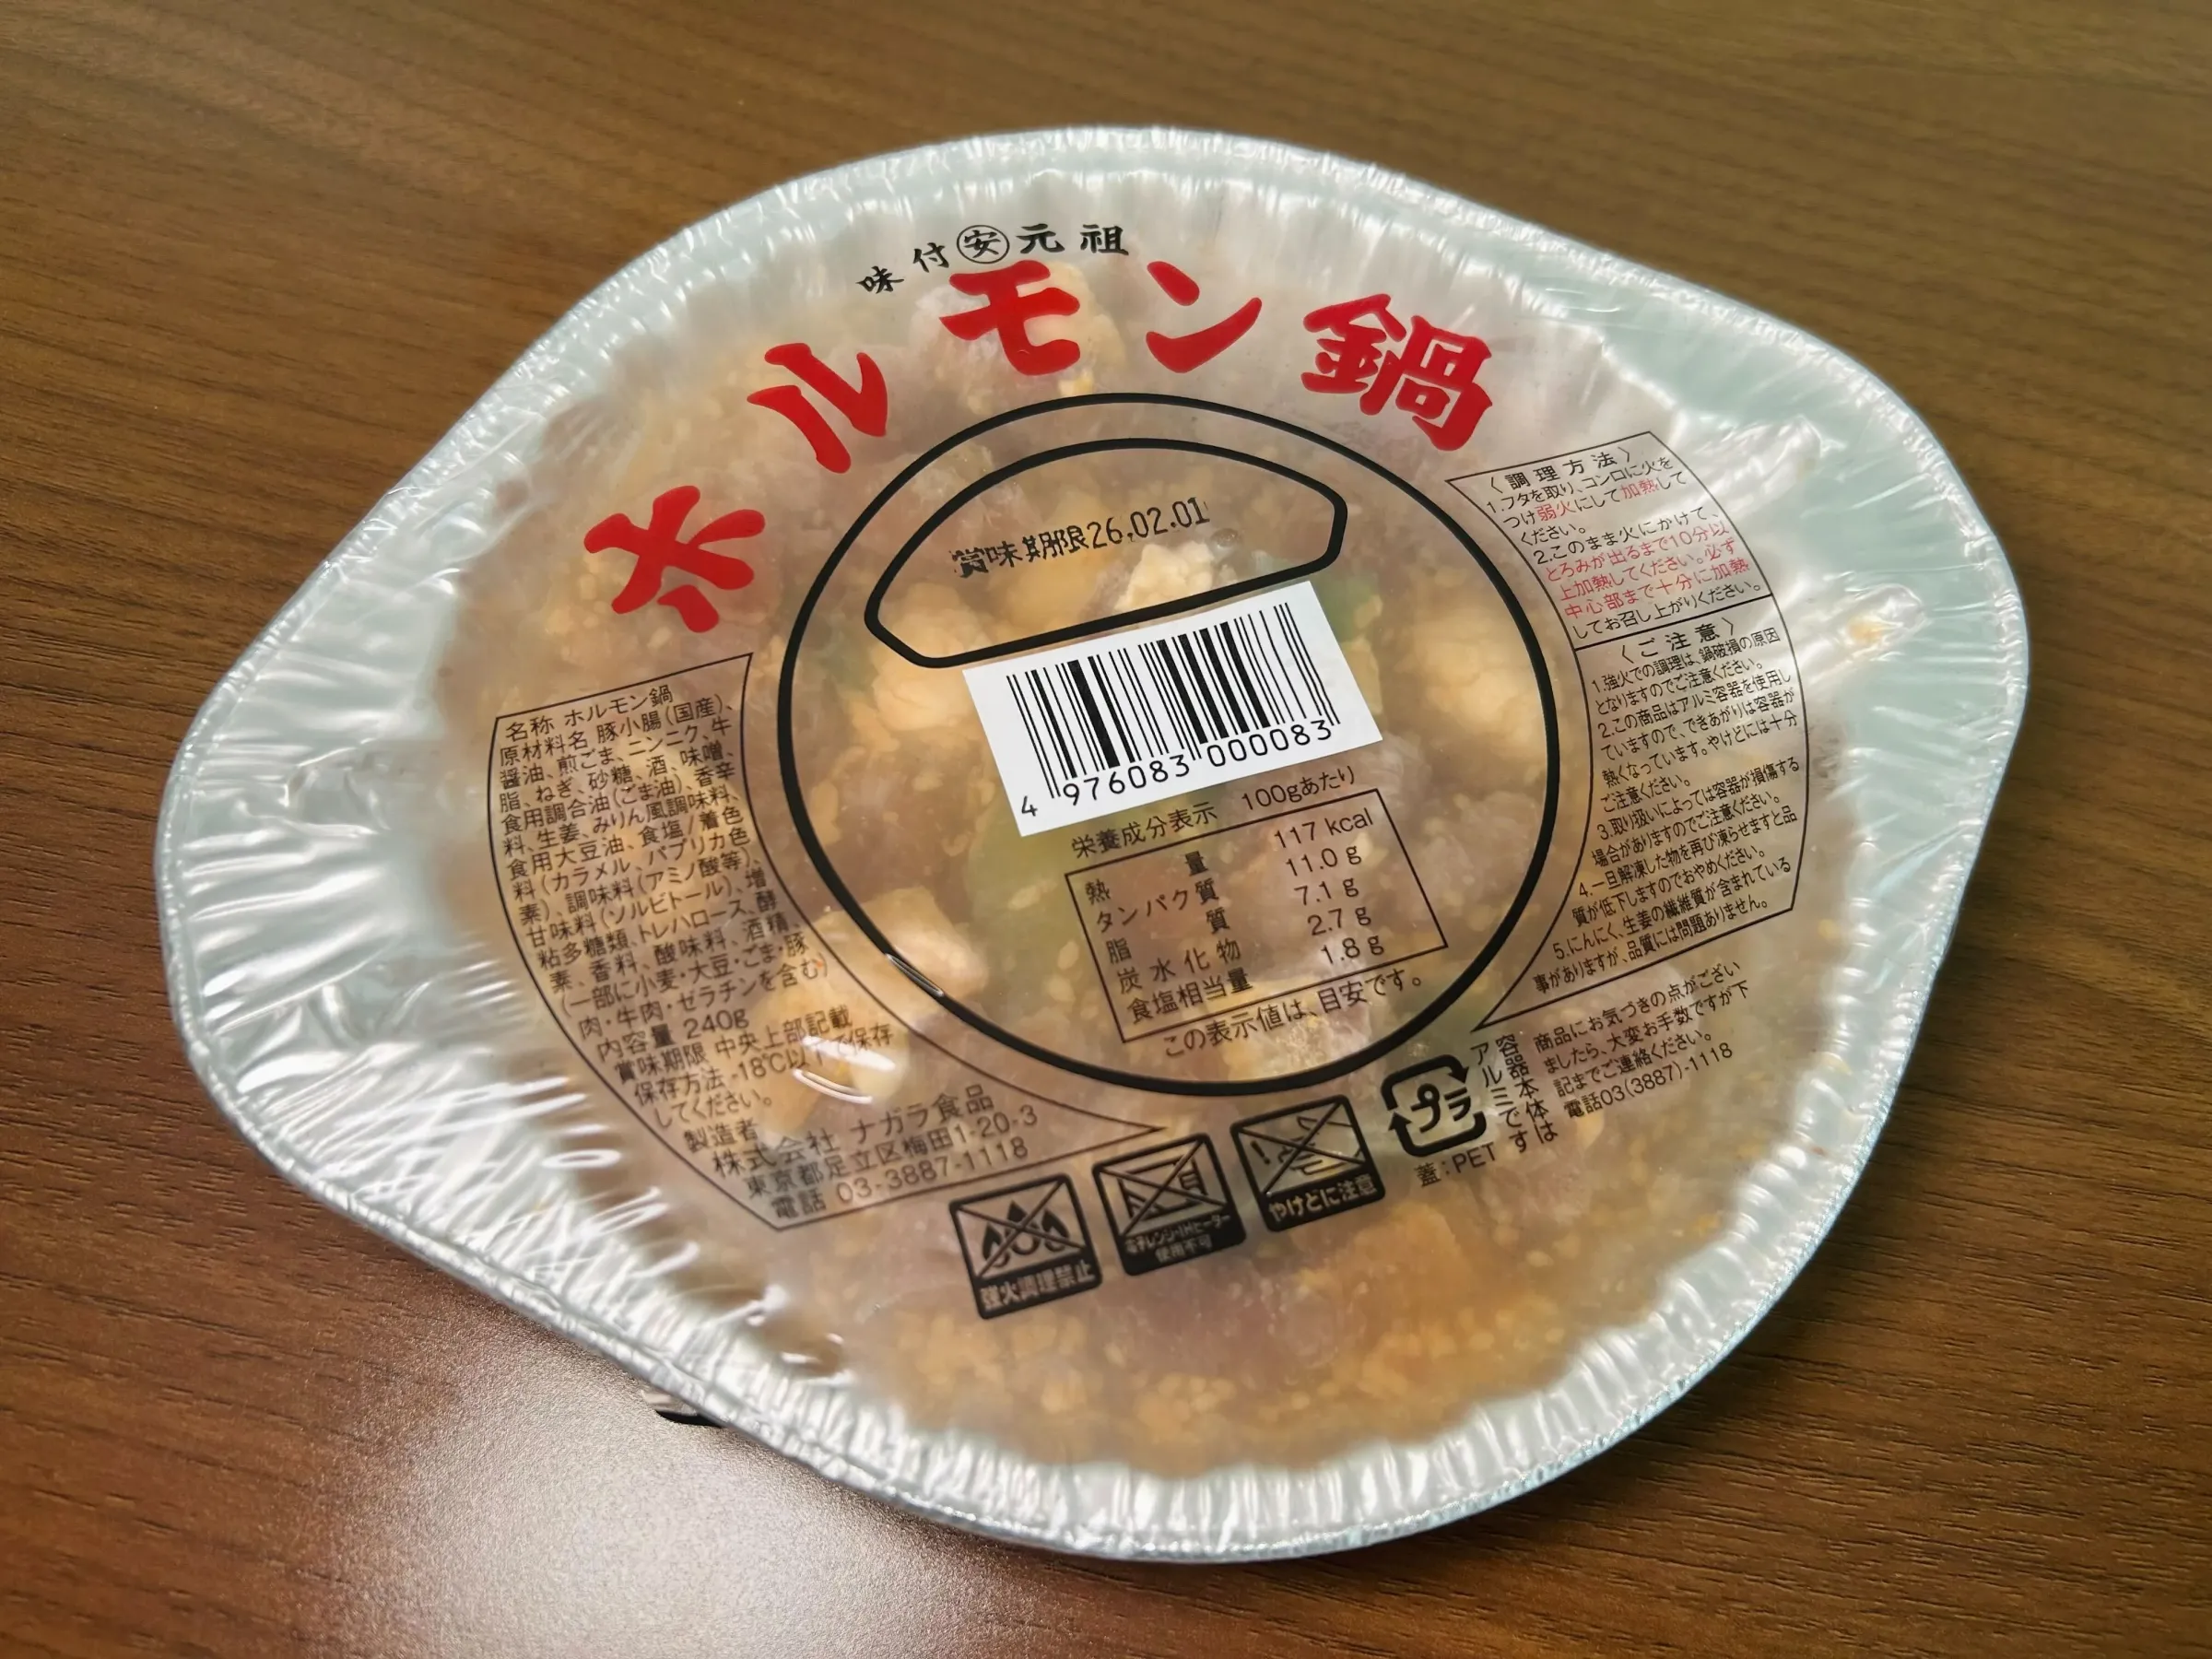 味付安元祖
ホルモン鍋
賞味期限26.02.01
4 976083 000083
栄養成分表示 100gあたり
熱量 117 kcal
タンパク質 11.0 g
脂質 7.1 g
炭水化物 2.7 g
食塩相当量 1.8 g
この表示値は、目安です。
名称 ホルモン鍋
原材料名 豚小腸(国産)、
醤油、煎ごま、ニンニク、牛
脂、ねぎ、砂糖、酒、味噌、
食用調合油(ごま油)、香辛
料、生姜、みりん風調味料、
食用大豆油、食塩/着色
料(カラメル、パプリカ色
素)、調味料(アミノ酸等)、
甘味料(ソルビトール)、増
粘多糖類、トレハロース、酵
素、香料、酸味料、酒精、
(一部に小麦・大豆・ごま・豚
肉・牛肉・ゼラチンを含む)
内容量 240g
賞味期限 中央上部記載
保存方法 -18℃以下で保存
してください。
製造者
株式会社 ナガラ食品
東京都足立区梅田1-20-3
電話 03-3887-1118
〈調理方法〉
1.フタを取り、コンロに火を
つけ弱火にして加熱して
ください。
2.このまま火にかけて、
とろみが出るまで10分以
上加熱してください。必ず
中心部まで十分に加熱
してお召し上がりください。
〈ご注意〉
1.強火での調理は、鍋破損の原因
となりますのでご注意ください。
2.この商品はアルミ容器を使用し
ていますので、できあがりは容器が
熱くなっています。やけどには十分
ご注意ください。
3.取り扱いによっては容器が損傷する
場合がありますのでご注意ください。
4.一旦解凍した物を再び凍らせますと品
質が低下しますのでおやめください。
5.にんにく、生姜の繊維質が含まれている
事がありますが、品質には問題ありません。
商品にお気づきの点がござい
ましたら、大変お手数ですが下
記までご連絡ください。
電話03(3887)-1118
容器本体は
アルミです
プラ
蓋:PET
強火調理禁止
電子レンジ・IHヒーター
使用不可
やけどに注意